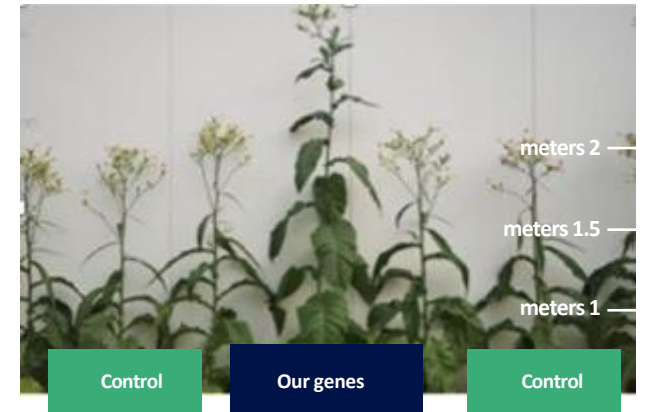 meters 2
meters 1.5
meters 1
Control
Our genes
Control